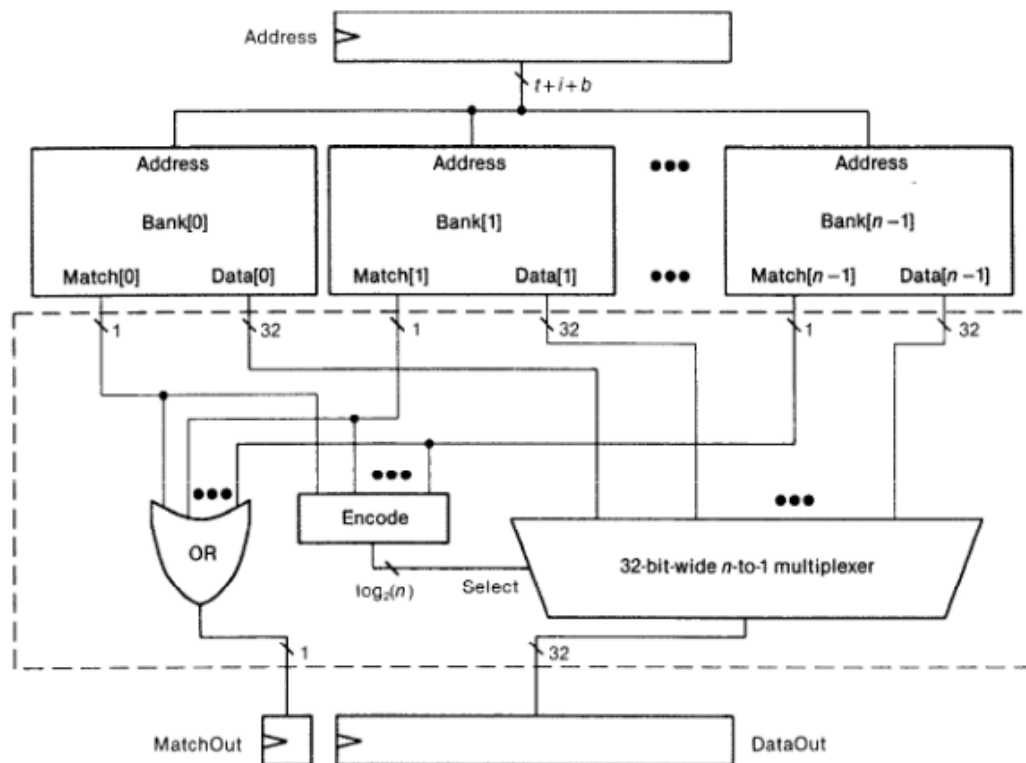 Address
t+i+b
Address Address ●●● Address
Bank[0] Bank[1] Bank[n−1]
Match[0] Data[0] Match[1] Data[1] ●●● Match[n−1] Data[n−1]
1 32 1 32 1 32
●●● ●●● ●●●
OR Encode 32-bit-wide n-to-1 multiplexer
log₂(n) Select
1 32
MatchOut DataOut